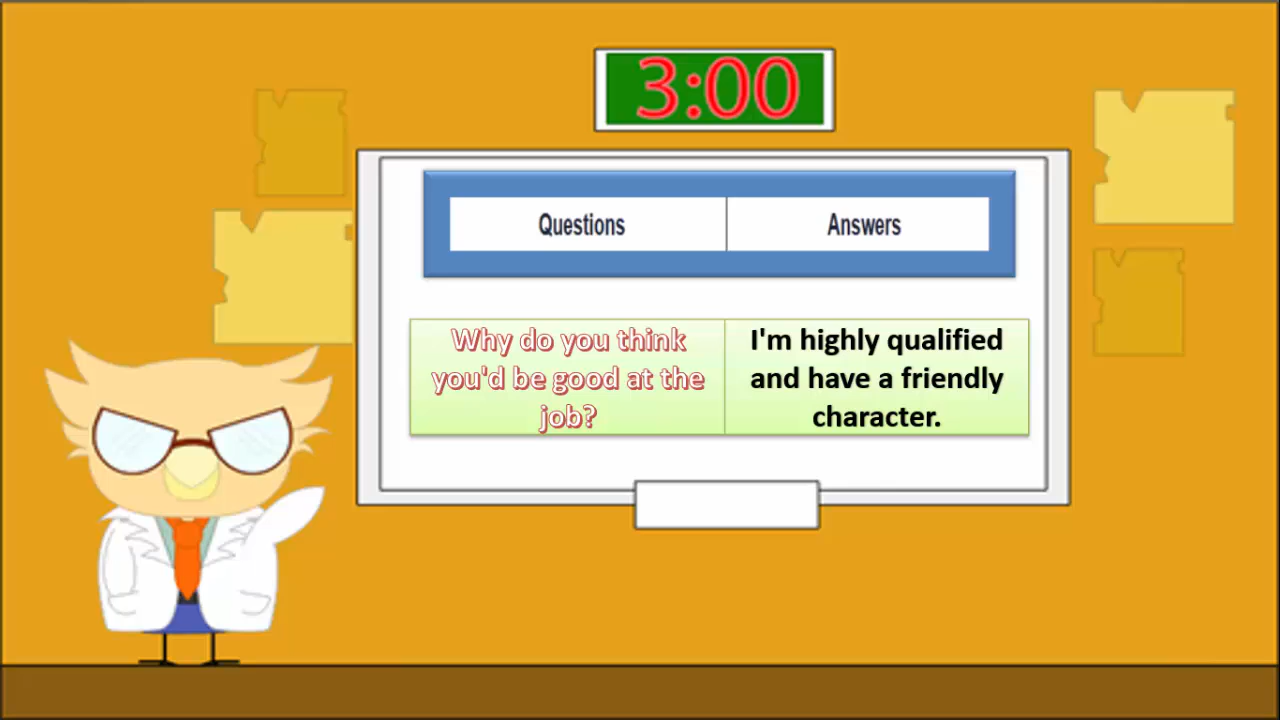 3:00
Questions
Answers
Why do you think
you'd be good at the
job?
I'm highly qualified
and have a friendly
character.